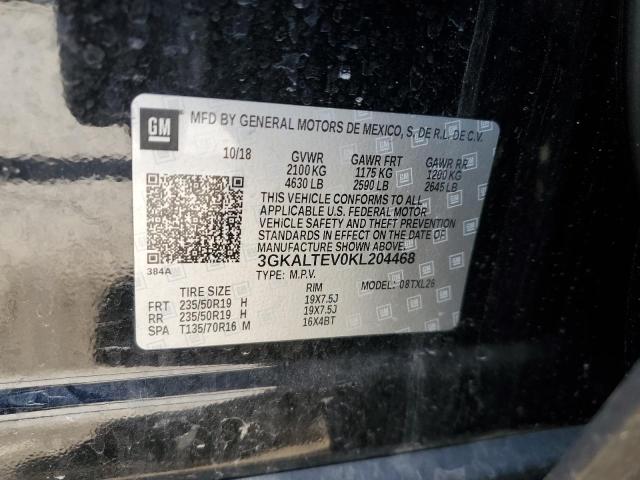 GM MFD BY GENERAL MOTORS DE MEXICO, S. DE R.L. DE C.V.
10/18 GVWR GAWR FRT GAWR RR
2100 KG 1175 KG 1200 KG
4630 LB 2590 LB 2645 LB
THIS VEHICLE CONFORMS TO ALL
APPLICABLE U.S. FEDERAL MOTOR
VEHICLE SAFETY AND THEFT PREVENTION
STANDARDS IN EFFECT ON THE DATE OF
MANUFACTURE SHOWN ABOVE.
384A
3GKALTEV0KL204468
TYPE: M.P.V. MODEL: 08TXL26
TIRE SIZE RIM
FRT 235/50R19 H 19X7.5J
RR 235/50R19 H 19X7.5J
SPA T135/70R16 M 16X4BT